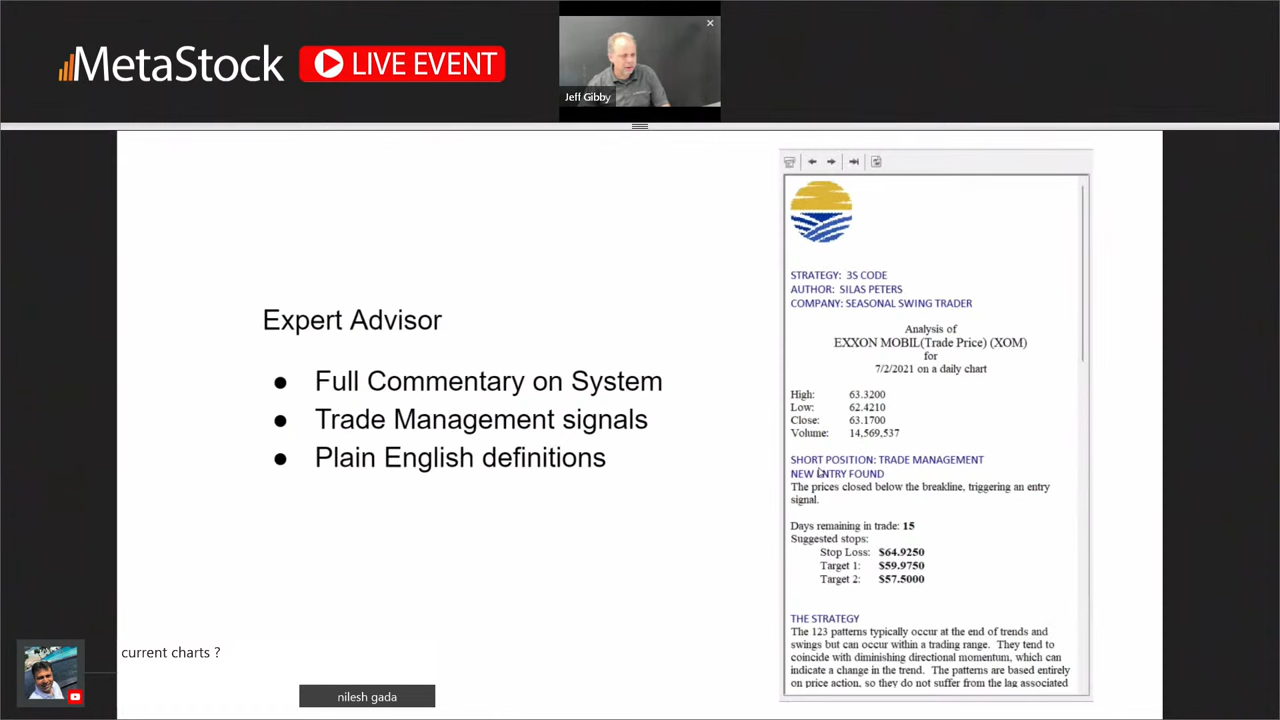 MetaStock
LIVE EVENT
Jeff Gibby
Expert Advisor
● Full Commentary on System
● Trade Management signals
● Plain English definitions
STRATEGY: 3S CODE
AUTHOR: SILAS PETERS
COMPANY: SEASONAL SWING TRADER
Analysis of
EXXON MOBIL(Trade Price) (XOM)
for
7/2/2021 on a daily chart
High: 63.3200
Low: 62.4210
Close: 63.1700
Volume: 14,569,537
SHORT POSITION: TRADE MANAGEMENT
NEW ENTRY FOUND
The prices closed below the breakline, triggering an entry
signal.
Days remaining in trade: 15
Suggested stops:
Stop Loss: $64.9250
Target 1: $59.9750
Target 2: $57.5000
THE STRATEGY
The 123 patterns typically occur at the end of trends and
swings but can occur within a trading range. They tend to
coincide with diminishing directional momentum, which can
indicate a change in the trend. The patterns are based entirely
on price action, so they do not suffer from the lag associated
current charts ?
nilesh gada